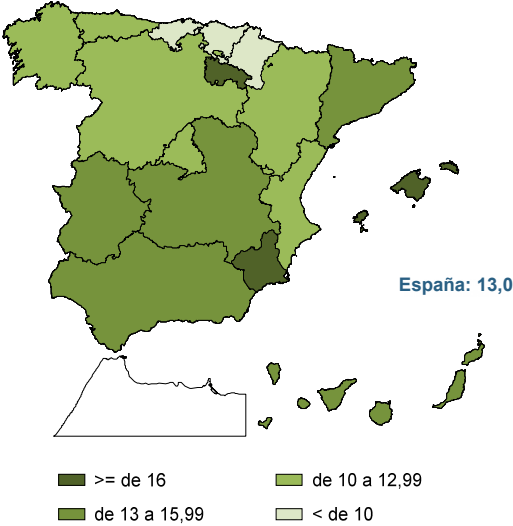 España: 13,0
>= de 16
de 10 a 12,99
de 13 a 15,99
< de 10